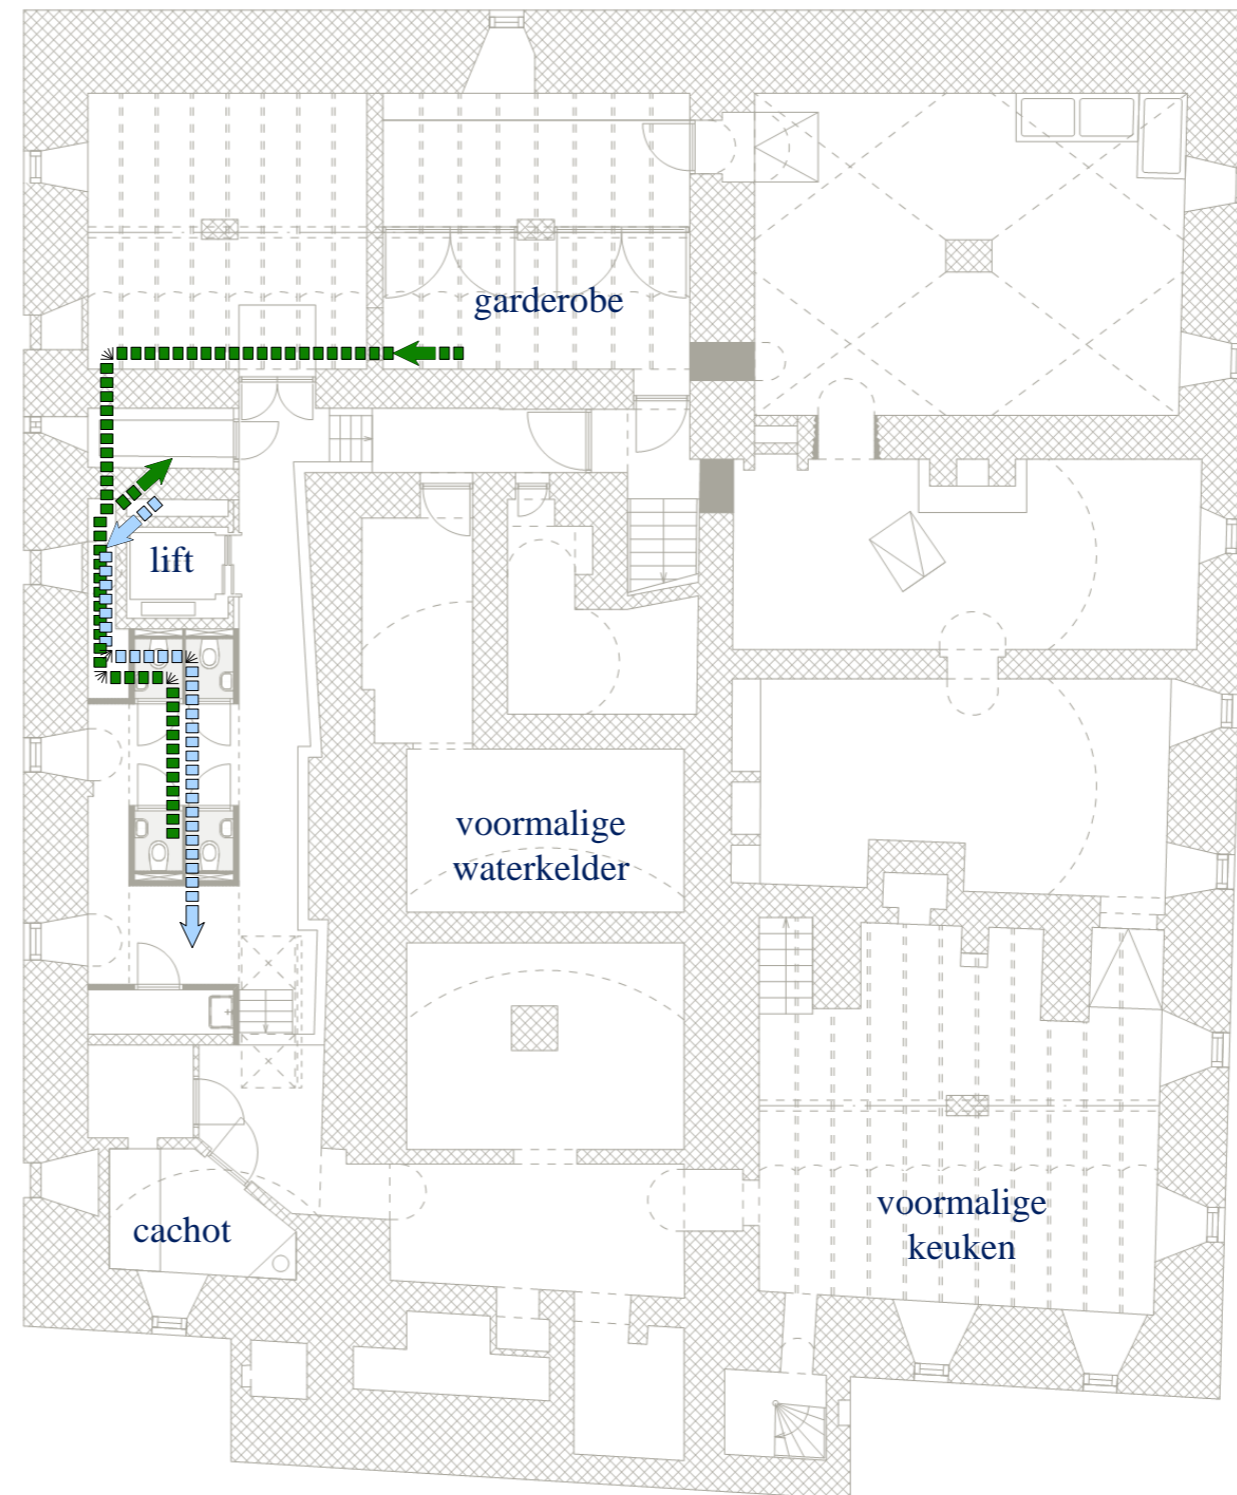 garderobe
lift
voormalige
waterkelder
voormalige
keuken
cachot